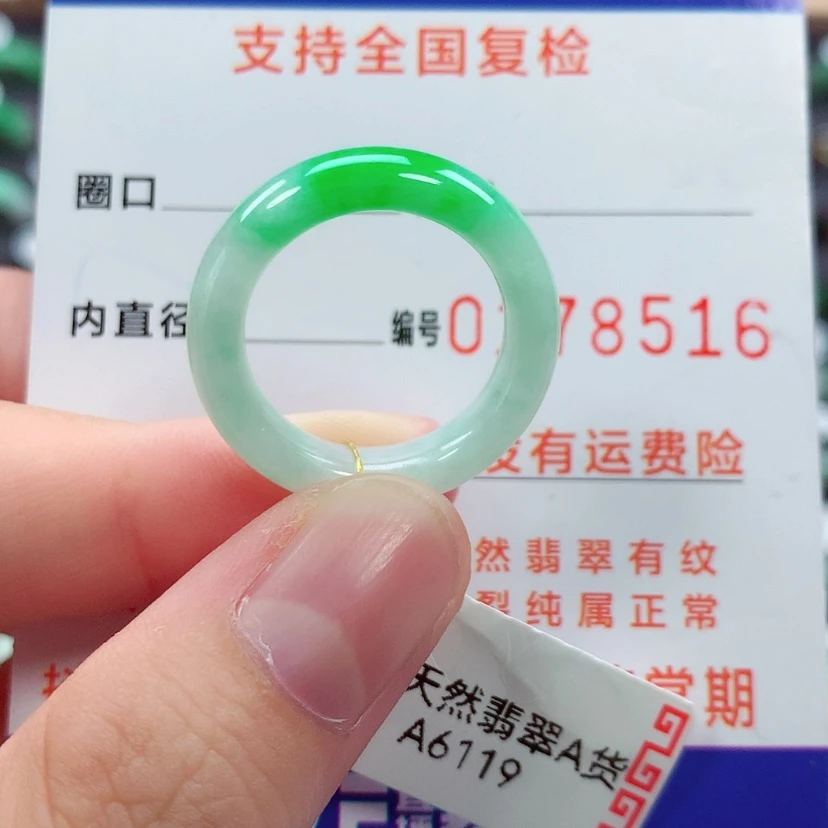 支持全国复检
圈口
内直径 编号 0 78516
有运费险
然翡翠有纹
裂纯属正常
常期
天然翡翠A货
A6119